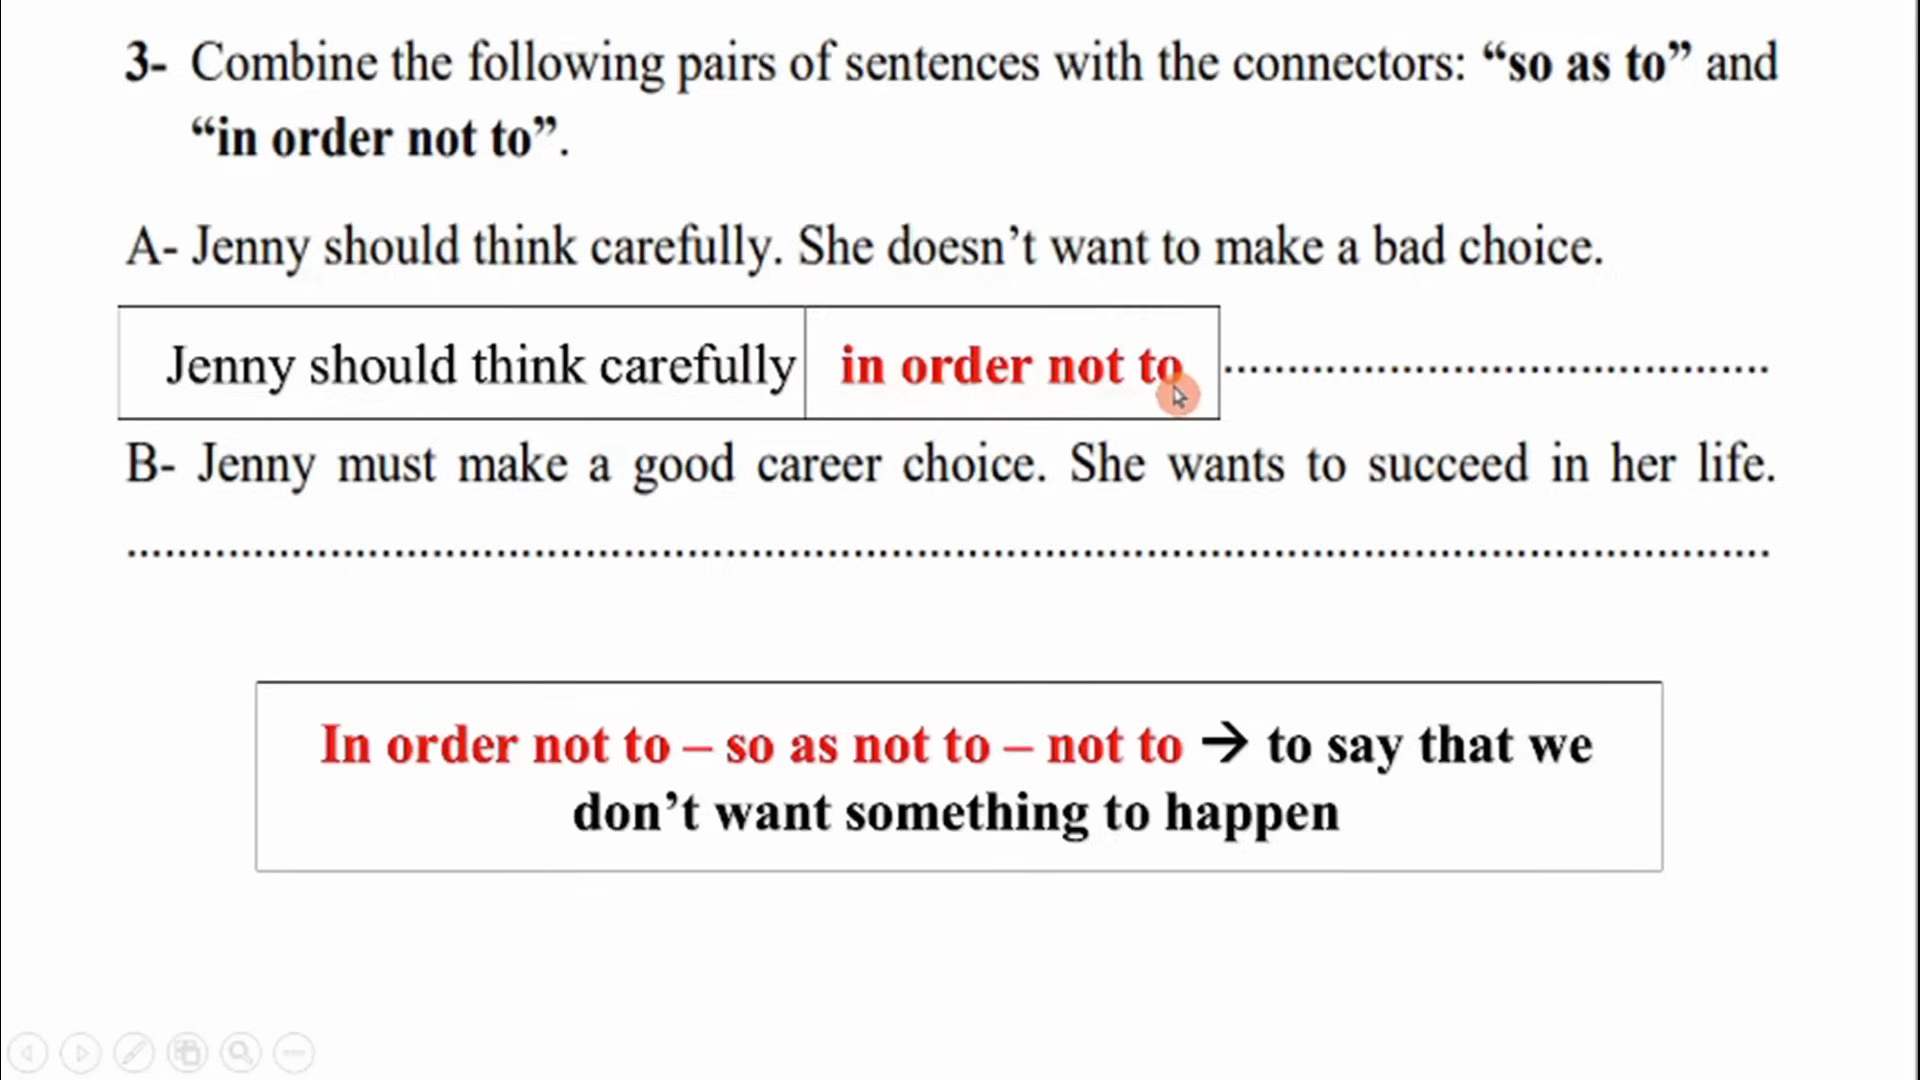 3- Combine the following pairs of sentences with the connectors: “so as to” and
“in order not to”.
A- Jenny should think carefully. She doesn’t want to make a bad choice.
Jenny should think carefully in order not to ..........................................
B- Jenny must make a good career choice. She wants to succeed in her life.
................................................................................................................................
In order not to – so as not to – not to → to say that we
don’t want something to happen